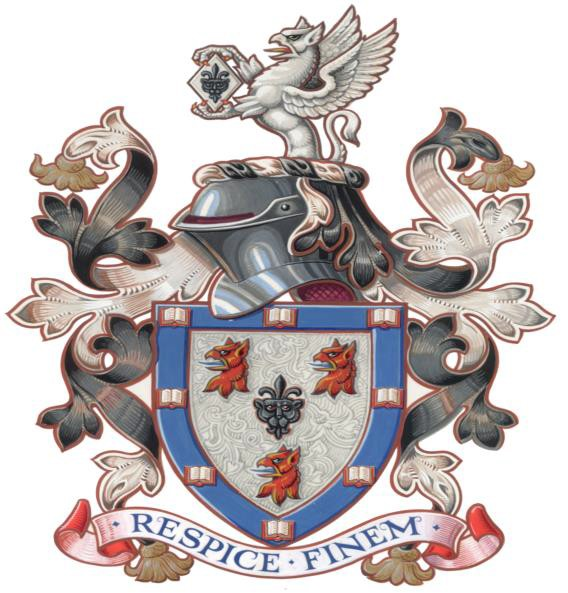 · RESPICE · FINEM ·